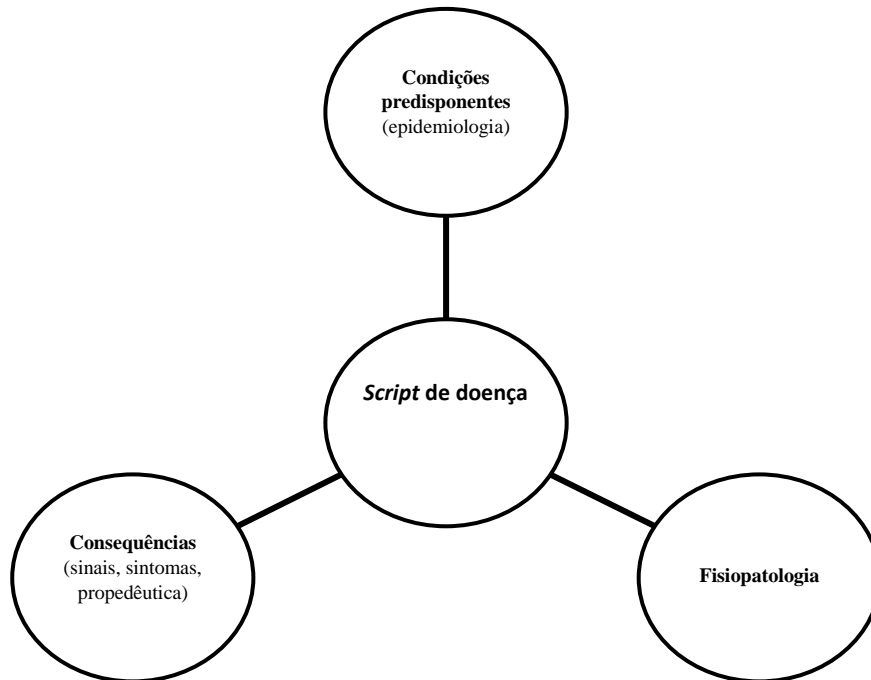 Condições
predisponentes
(epidemiologia)
Script de doença
Consequências
(sinais, sintomas,
propedêutica)
Fisiopatologia